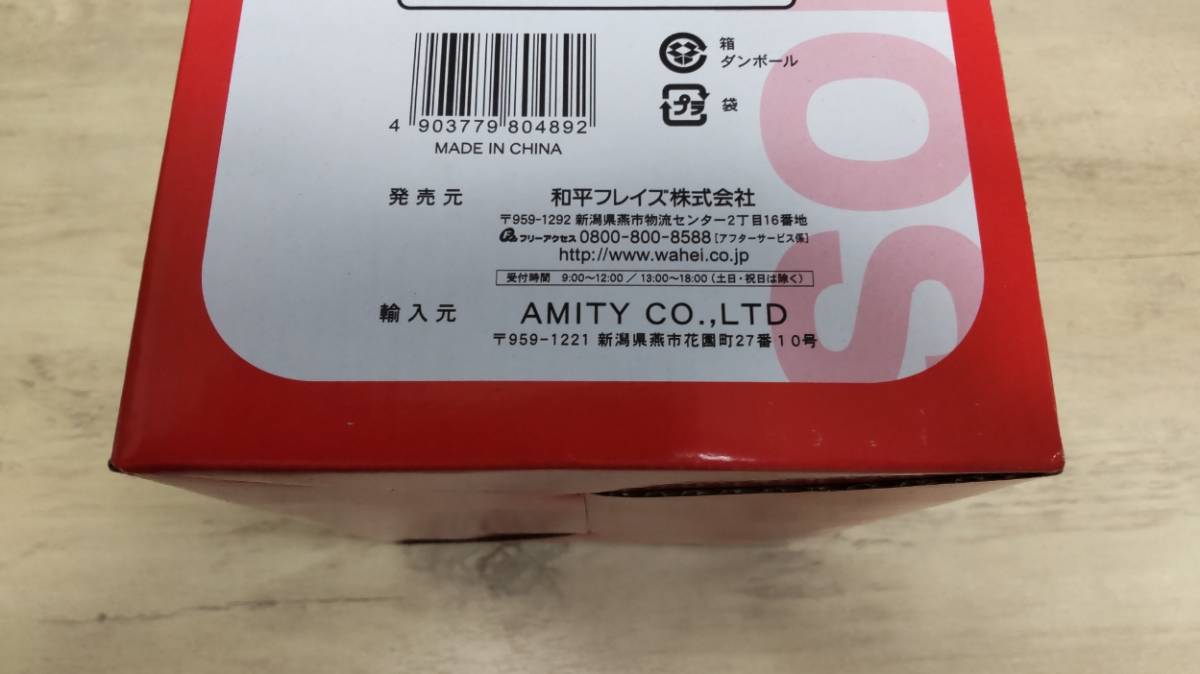 4 903779 804892
MADE IN CHINA
箱
ダンボール
プラ 袋
発売元 和平フレイズ株式会社
〒959-1292 新潟県燕市物流センター2丁目16番地
フリーアクセス 0800-800-8588 [アフターサービス係]
http://www.wahei.co.jp
受付時間 9:00~12:00/13:00~18:00(土日・祝日は除く)
輸入元 AMITY CO.,LTD
〒959-1221 新潟県燕市花園町27番10号
SO